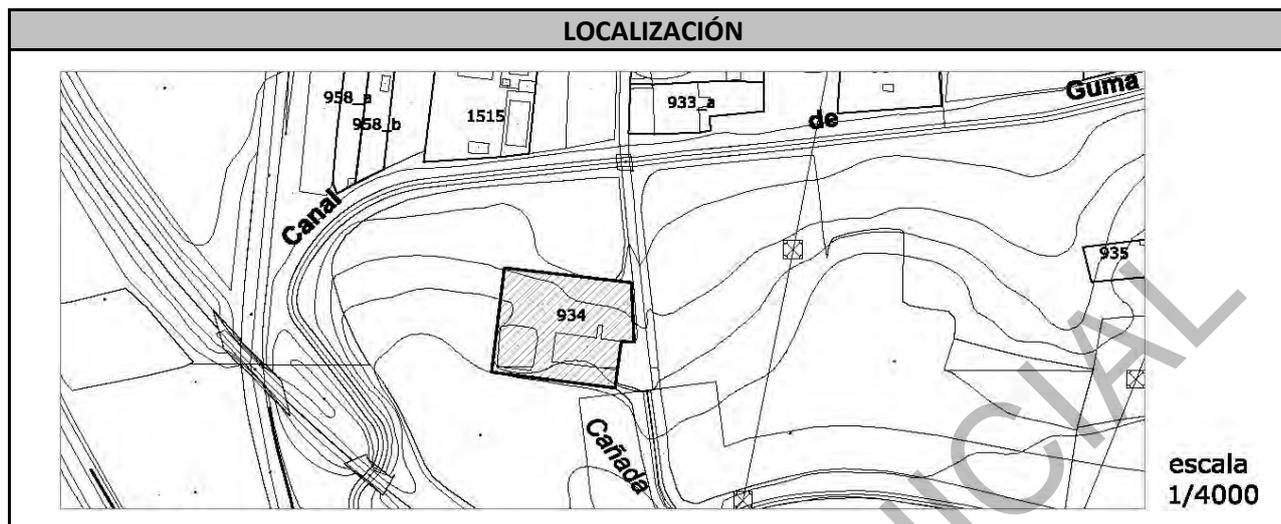 LOCALIZACIÓN
958_a
958_b
1515
933_a
de
Guma
Canal
935
934
Cañada
escala
1/4000